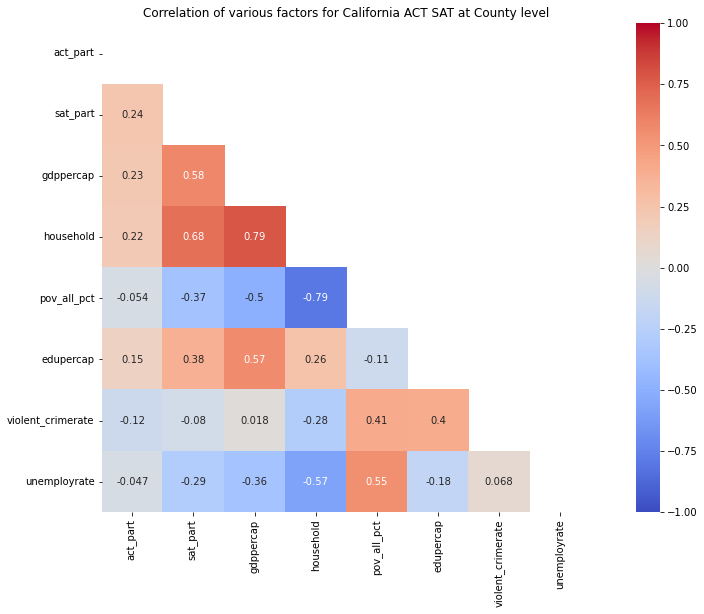 Correlation of various factors for California ACT SAT at County level
act_part
sat_part 0.24
gdppercap 0.23 0.58
household 0.22 0.68 0.79
pov_all_pct -0.054 -0.37 -0.5 -0.79
edupercap 0.15 0.38 0.57 0.26 -0.11
violent_crimerate -0.12 -0.08 0.018 -0.28 0.41 0.4
unemployrate -0.047 -0.29 -0.36 -0.57 0.55 -0.18 0.068
act_part sat_part gdppercap household pov_all_pct edupercap violent_crimerate unemployrate
1.00
0.75
0.50
0.25
0.00
−0.25
−0.50
−0.75
−1.00